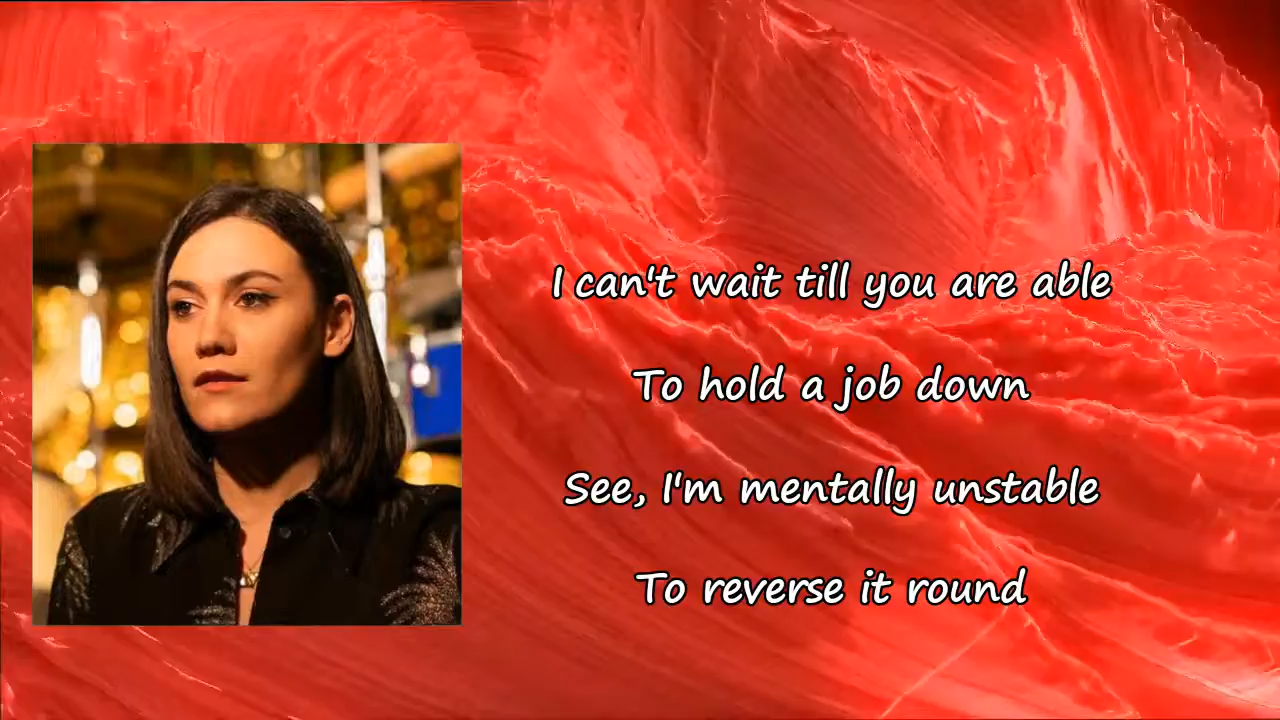 I can't wait till you are able
To hold a job down
See, I'm mentally unstable
To reverse it round